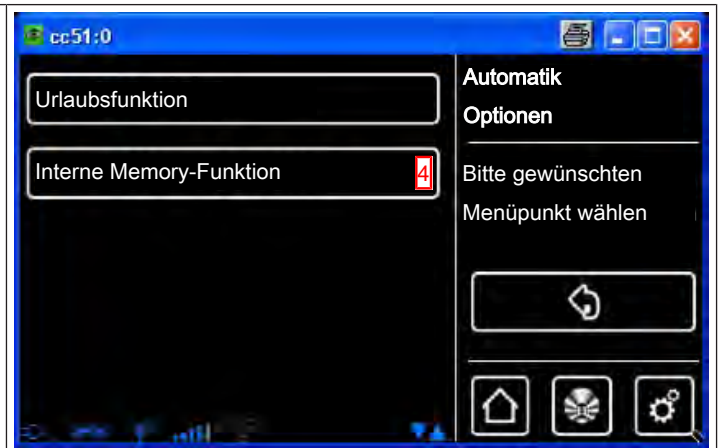 cc51:0
Urlaubsfunktion
Interne Memory-Funktion 4
Automatik
Optionen
Bitte gewünschten
Menüpunkt wählen